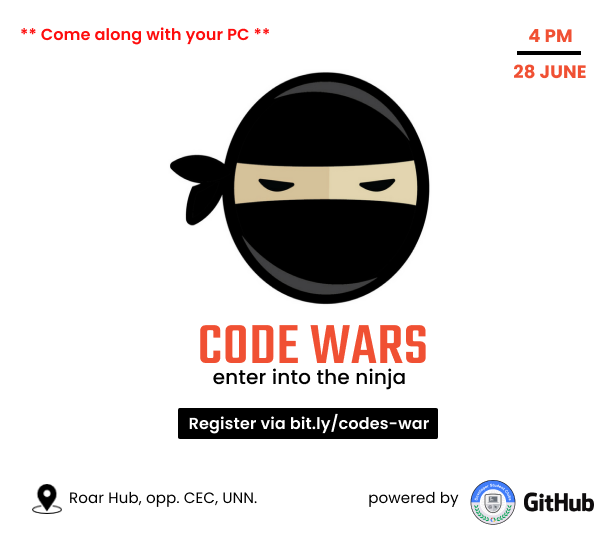 ** Come along with your PC **
4 PM
28 JUNE
CODE WARS
enter into the ninja
Register via bit.ly/codes-war
Roar Hub, opp. CEC, UNN.
powered by
GitHub